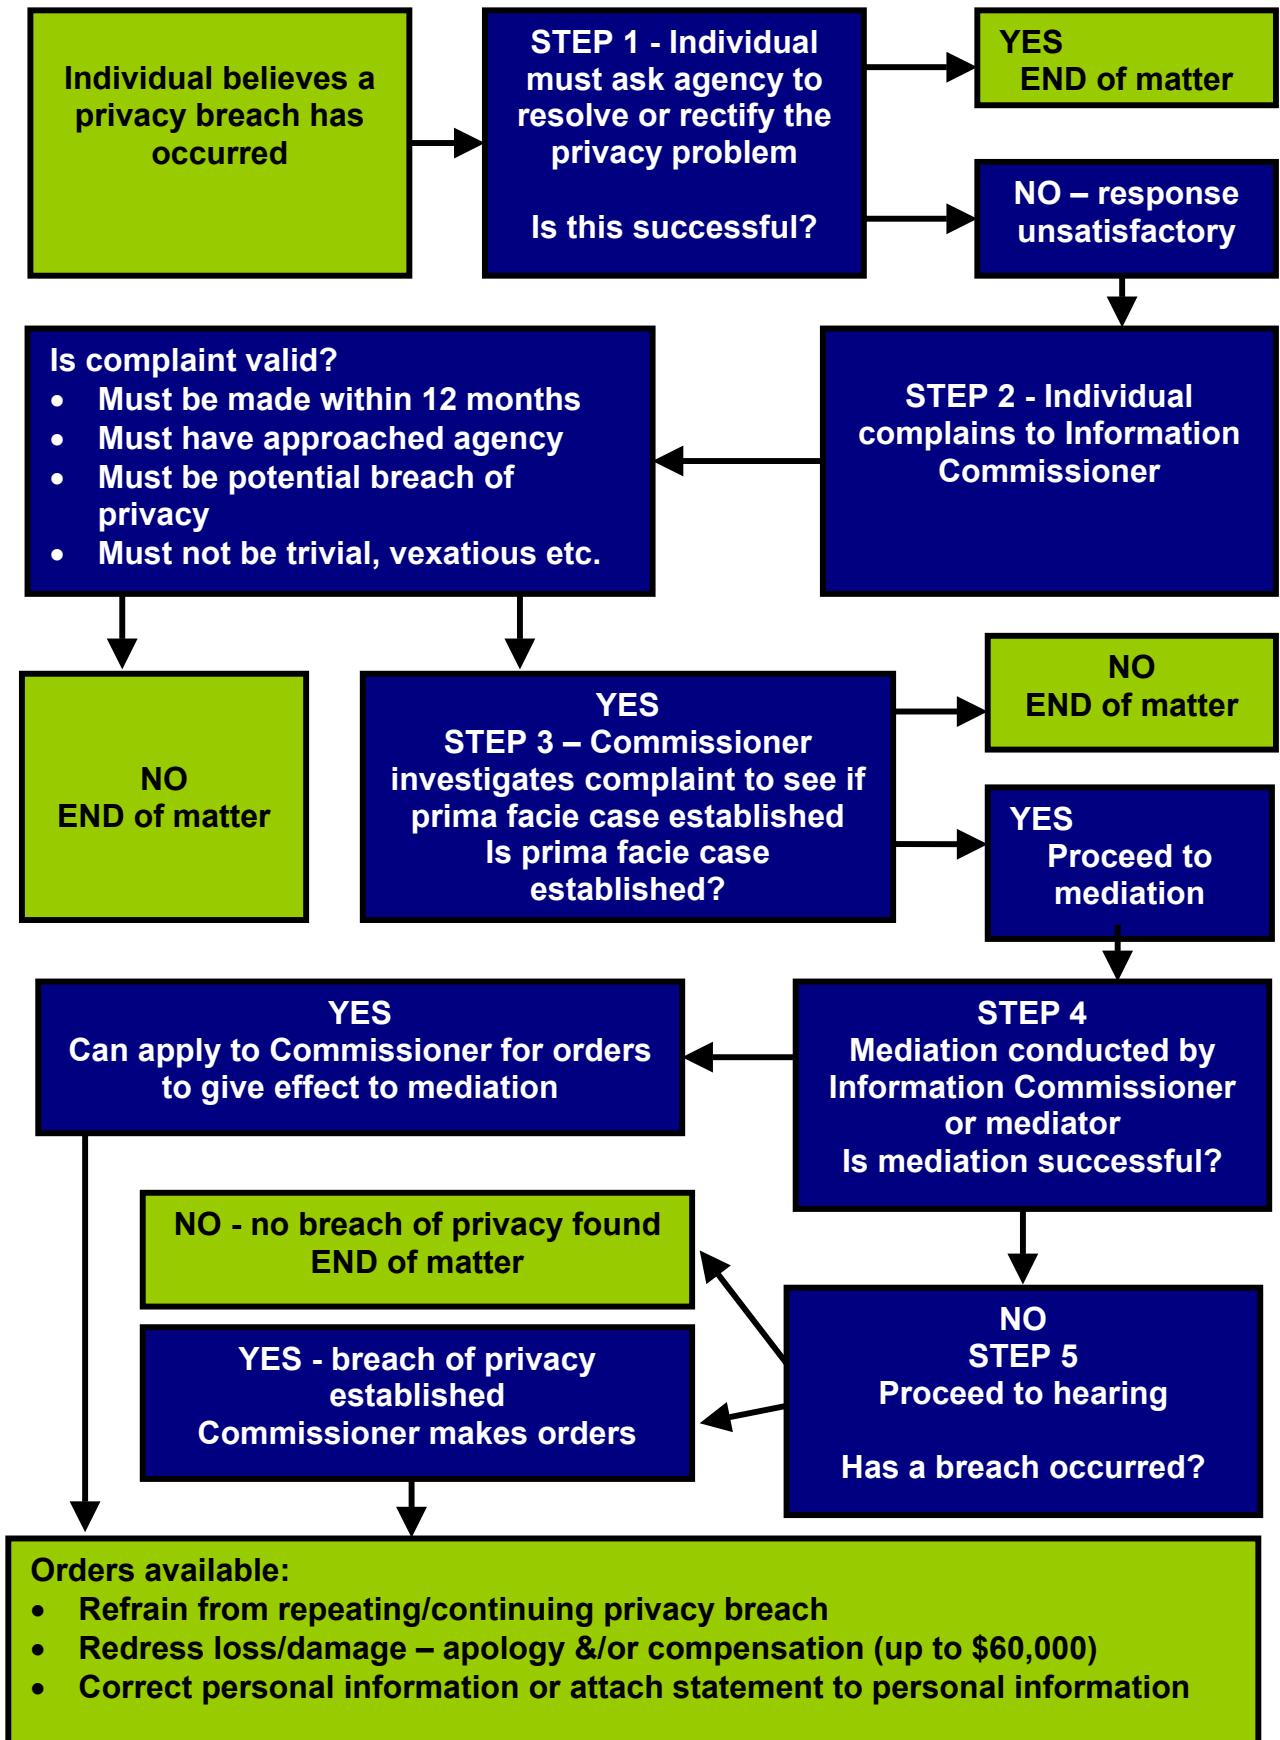 Individual believes a
privacy breach has
occurred
STEP 1 - Individual
must ask agency to
resolve or rectify the
privacy problem
Is this successful?
YES
END of matter
NO – response
unsatisfactory
STEP 2 - Individual
complains to Information
Commissioner
Is complaint valid?
• Must be made within 12 months
• Must have approached agency
• Must be potential breach of
privacy
• Must not be trivial, vexatious etc.
NO
END of matter
YES
STEP 3 – Commissioner
investigates complaint to see if
prima facie case established
Is prima facie case
established?
NO
END of matter
YES
Proceed to
mediation
STEP 4
Mediation conducted by
Information Commissioner
or mediator
Is mediation successful?
YES
Can apply to Commissioner for orders
to give effect to mediation
NO
STEP 5
Proceed to hearing
Has a breach occurred?
NO - no breach of privacy found
END of matter
YES - breach of privacy
established
Commissioner makes orders
Orders available:
• Refrain from repeating/continuing privacy breach
• Redress loss/damage – apology &/or compensation (up to $60,000)
• Correct personal information or attach statement to personal information